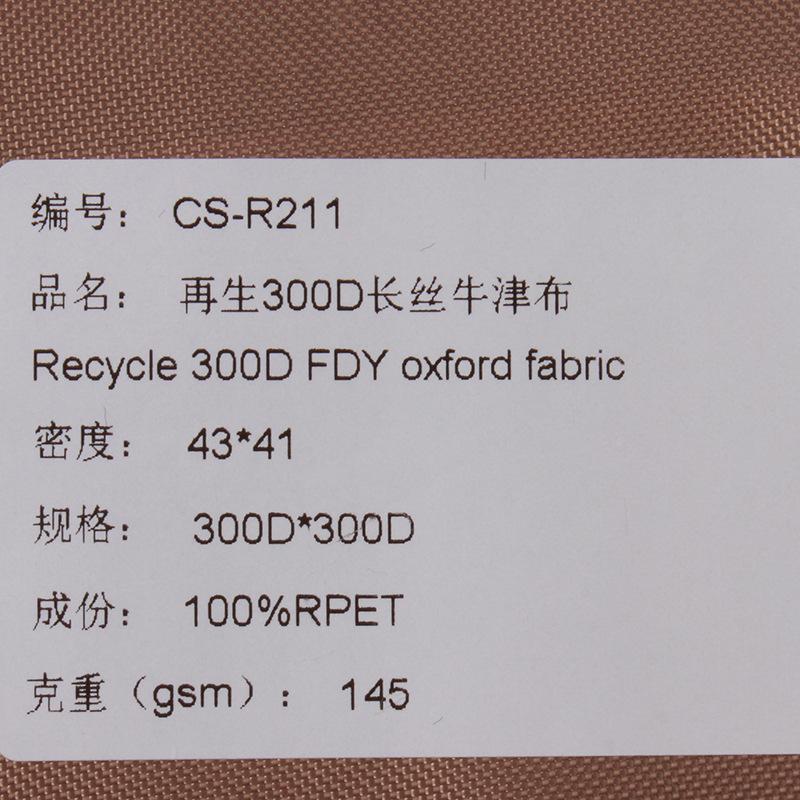 编号： CS-R211
品名： 再生300D长丝牛津布
Recycle 300D FDY oxford fabric
密度： 43*41
规格： 300D*300D
成份： 100%RPET
克重（gsm）： 145